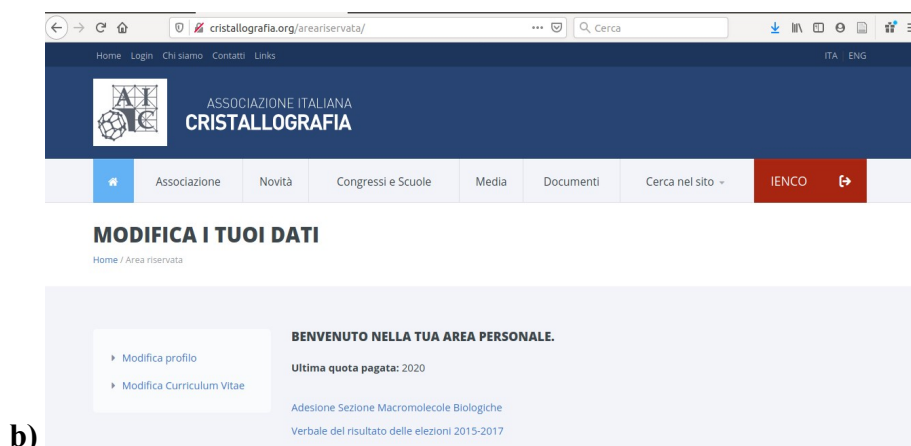 cristallografia.org/areariservata/ ... Cerca
Home Login Chi siamo Contatti Links ITA ENG
AIC
ASSOCIAZIONE ITALIANA
CRISTALLOGRAFIA
Associazione Novità Congressi e Scuole Media Documenti Cerca nel sito IENCO
MODIFICA I TUOI DATI
Home / Area riservata
BENVENUTO NELLA TUA AREA PERSONALE.
Modifica profilo
Ultima quota pagata: 2020
Modifica Curriculum Vitae
Adesione Sezione Macromolecole Biologiche
Verbale del risultato delle elezioni 2015-2017
b)